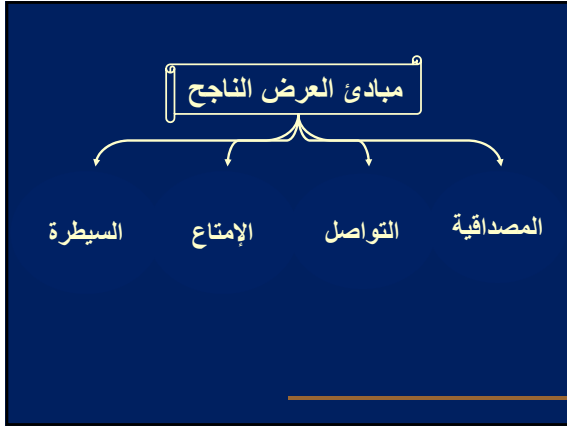 مبادئ العرض الناجح
المصداقية
التواصل
الإمتاع
السيطرة